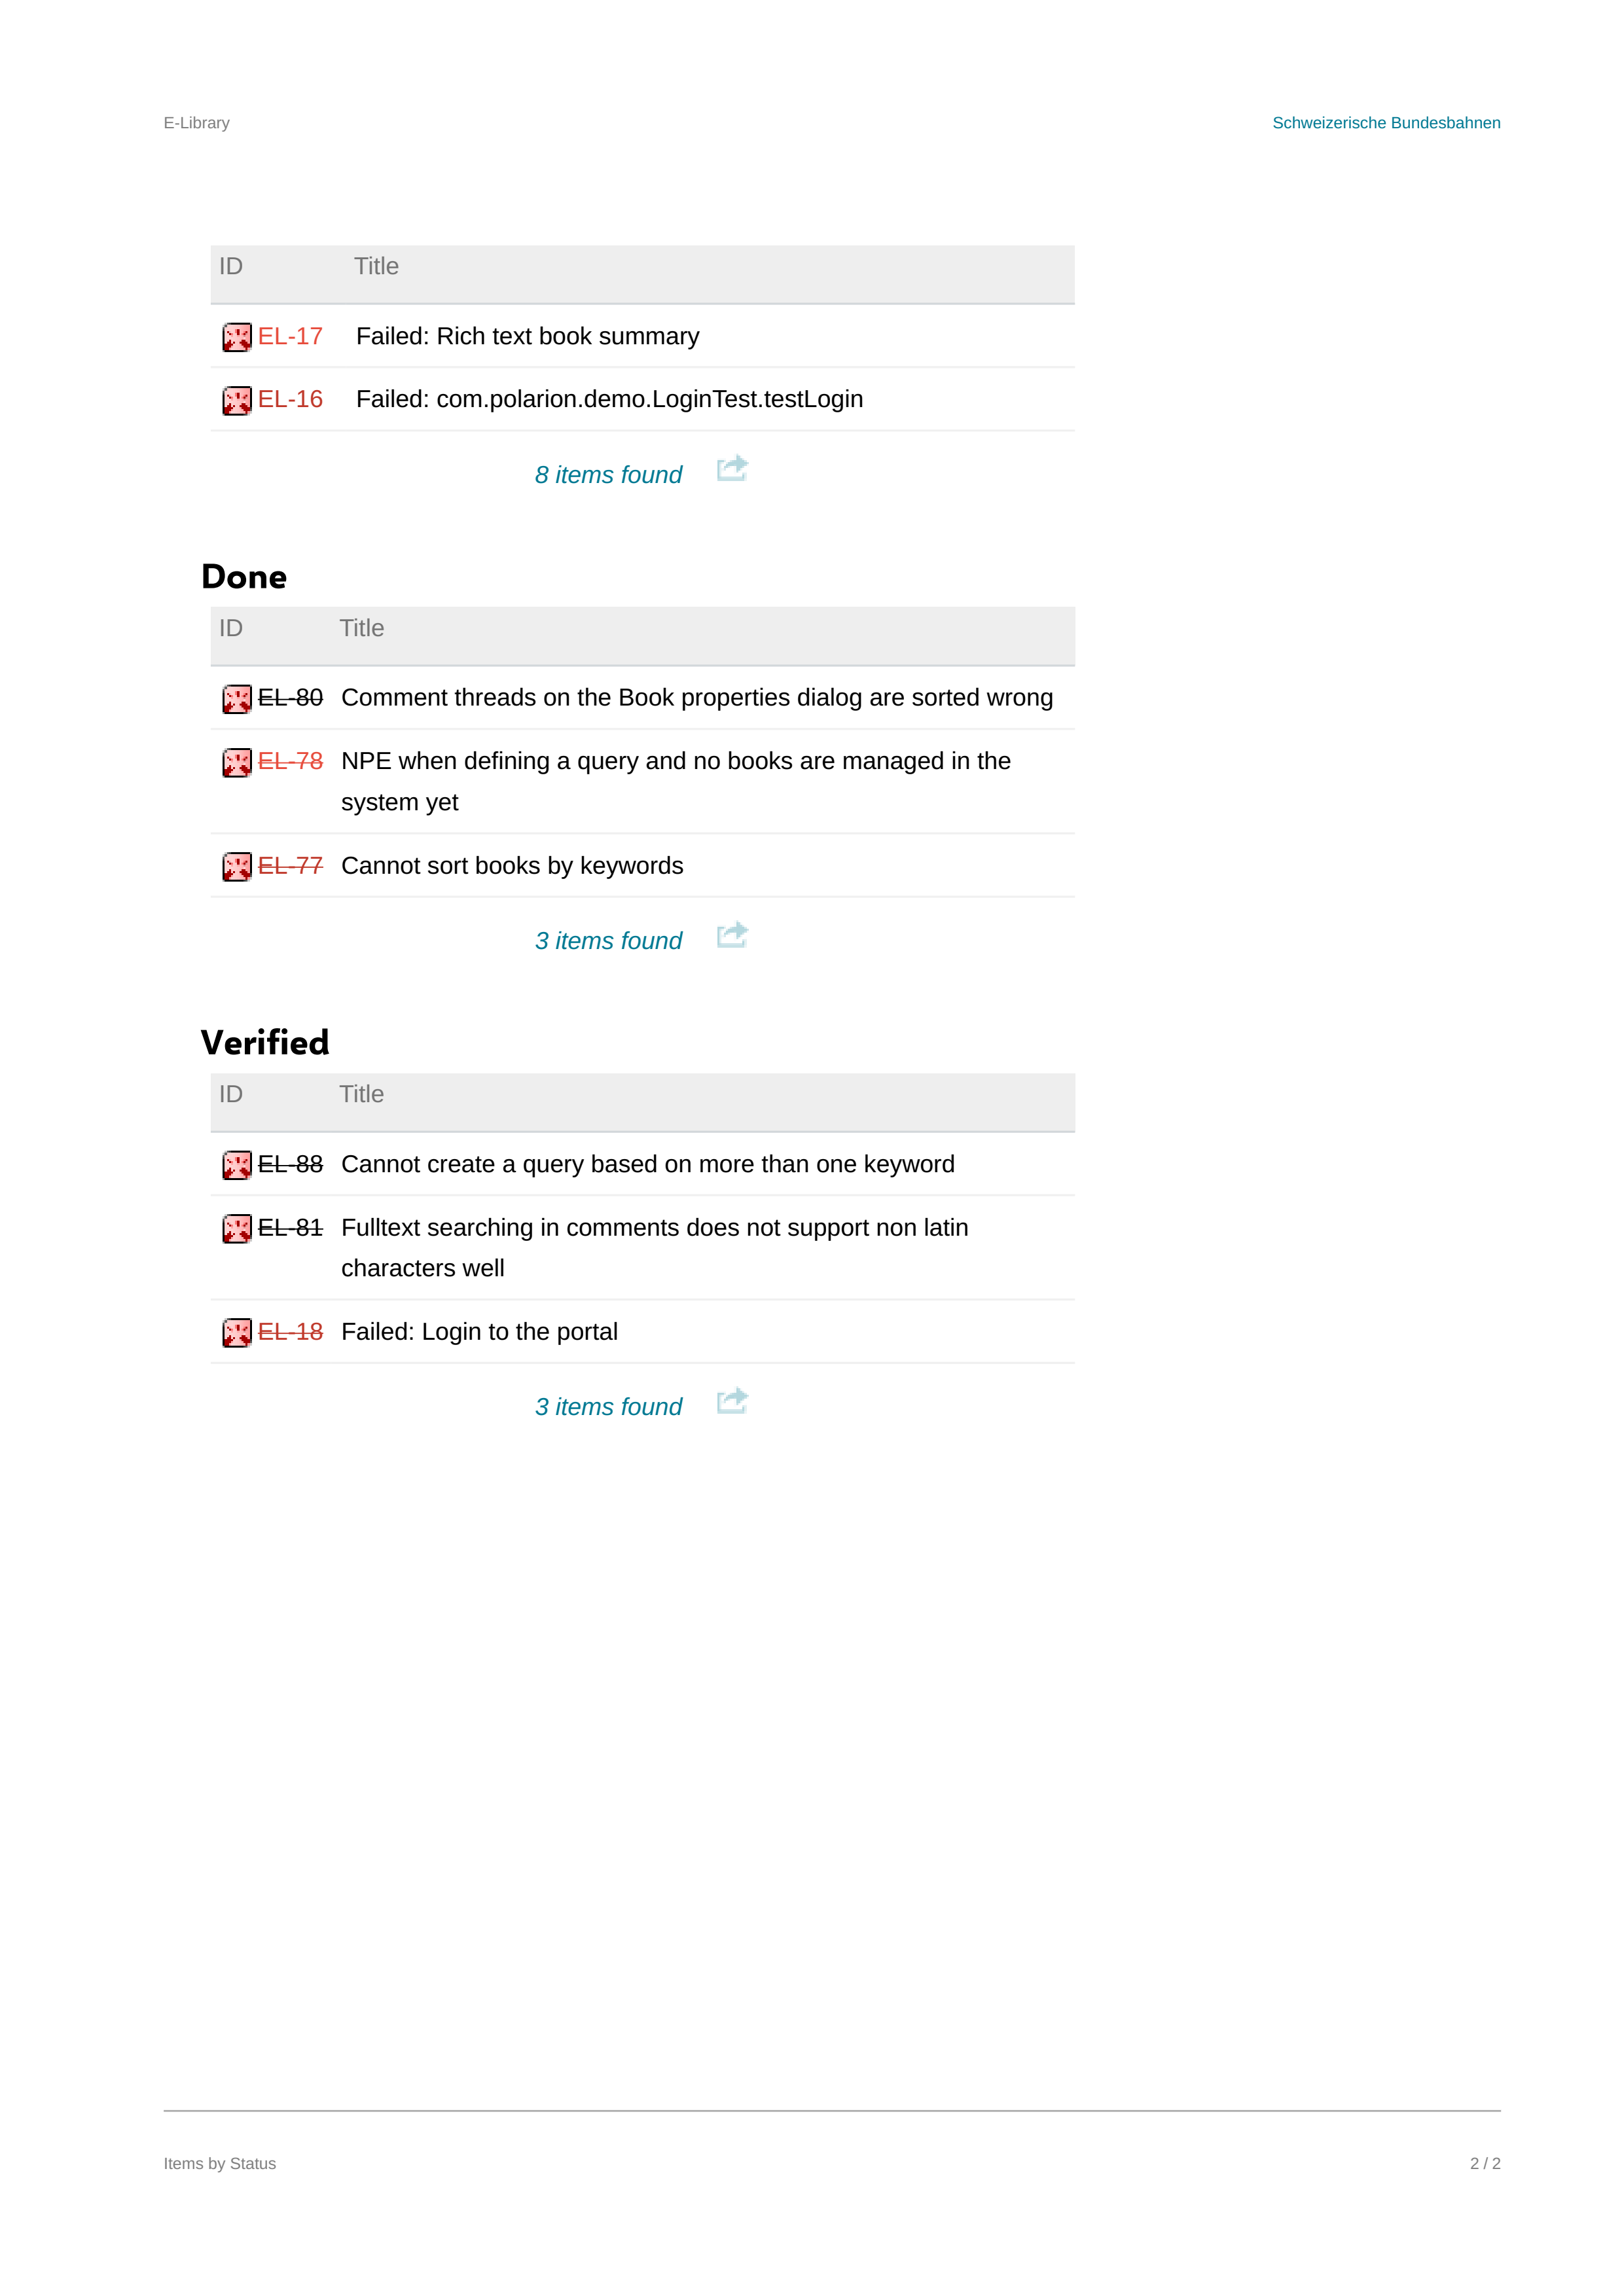 E-Library Schweizerische Bundesbahnen
ID Title
EL-17 Failed: Rich text book summary
EL-16 Failed: com.polarion.demo.LoginTest.testLogin
8 items found
Done
ID Title
EL-80 Comment threads on the Book properties dialog are sorted wrong
EL-78 NPE when defining a query and no books are managed in the
system yet
EL-77 Cannot sort books by keywords
3 items found
Verified
ID Title
EL-88 Cannot create a query based on more than one keyword
EL-81 Fulltext searching in comments does not support non latin
characters well
EL-18 Failed: Login to the portal
3 items found
Items by Status 2 / 2